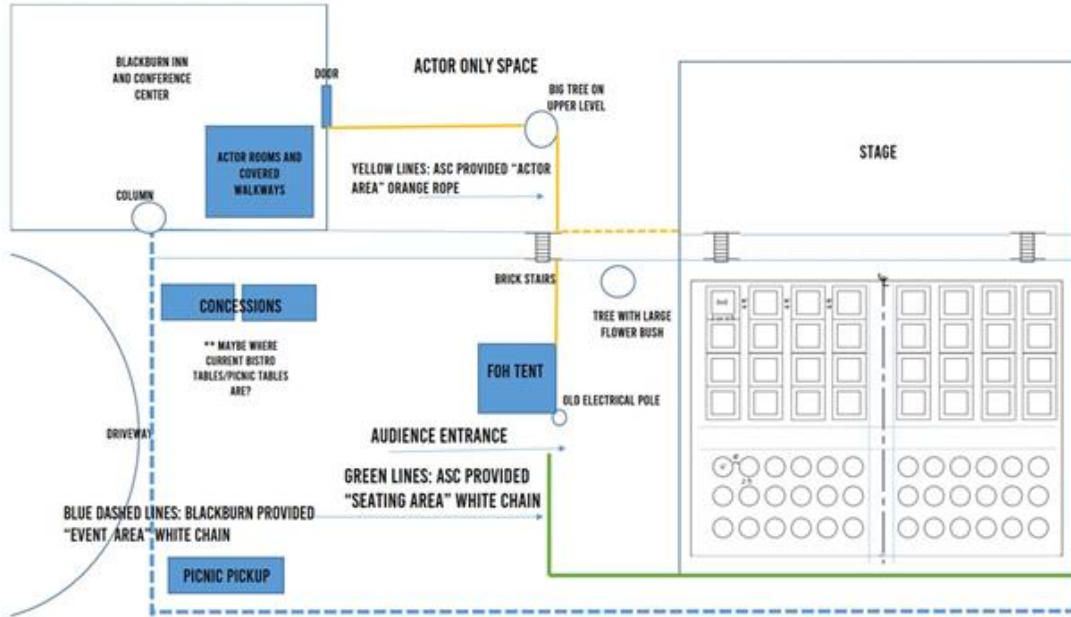 BLACKBURN INN
AND CONFERENCE
CENTER
DOOR
ACTOR ONLY SPACE
BIG TREE ON
UPPER LEVEL
STAGE
ACTOR ROOMS AND
COVERED
WALKWAYS
YELLOW LINES: ASC PROVIDED "ACTOR
AREA" ORANGE ROPE
COLUMN
BRICK STAIRS
CONCESSIONS
TREE WITH LARGE
FLOWER BUSH
** MAYBE WHERE
CURRENT BISTRO
TABLES/PICNIC TABLES
ARE?
FOH TENT
OLD ELECTRICAL POLE
DRIVEWAY
AUDIENCE ENTRANCE
GREEN LINES: ASC PROVIDED
"SEATING AREA" WHITE CHAIN
BLUE DASHED LINES: BLACKBURN PROVIDED
"EVENT AREA" WHITE CHAIN
PICNIC PICKUP